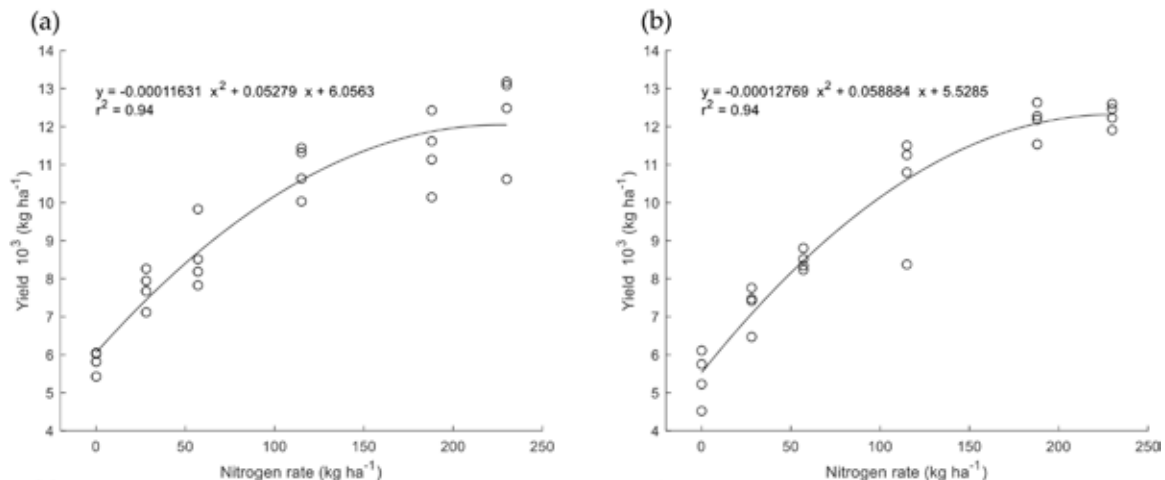 (a)
y = -0.00011631 x² + 0.05279 x + 6.0563
r² = 0.94
14
13
12
11
10
9
8
7
6
5
4
Yield 10³ (kg ha⁻¹)
0 50 100 150 200 250
Nitrogen rate (kg ha⁻¹)
(b)
y = -0.00012769 x² + 0.058884 x + 5.5285
r² = 0.94
14
13
12
11
10
9
8
7
6
5
4
Yield 10³ (kg ha⁻¹)
0 50 100 150 200 250
Nitrogen rate (kg ha⁻¹)